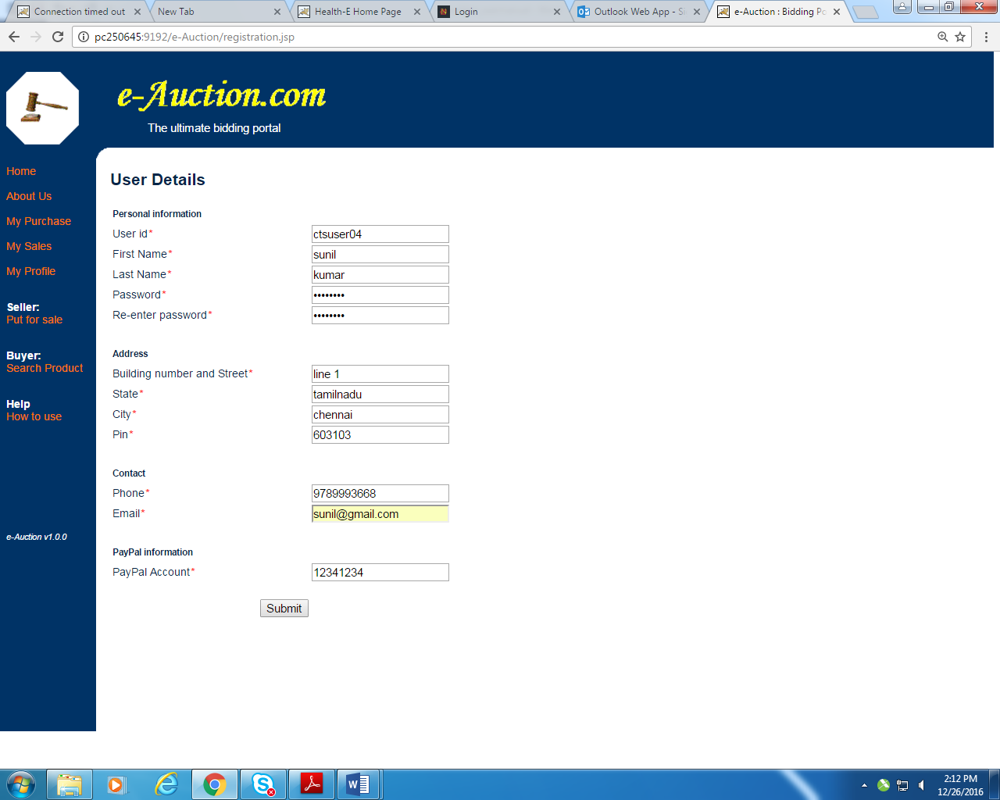 Connection timed out
New Tab
Health-E Home Page
Login
Outlook Web App - Si
e-Auction : Bidding Po
pc250645:9192/e-Auction/registration.jsp
e-Auction.com
The ultimate bidding portal
Home
About Us
My Purchase
My Sales
My Profile
Seller:
Put for sale
Buyer:
Search Product
Help
How to use
e-Auction v1.0.0
User Details
Personal information
User id* ctsuser04
First Name* sunil
Last Name* kumar
Password* ••••••••
Re-enter password* ••••••••
Address
Building number and Street* line 1
State* tamilnadu
City* chennai
Pin* 603103
Contact
Phone* 9789993668
Email* sunil@gmail.com
PayPal information
PayPal Account* 12341234
Submit
2:12 PM
12/26/2016